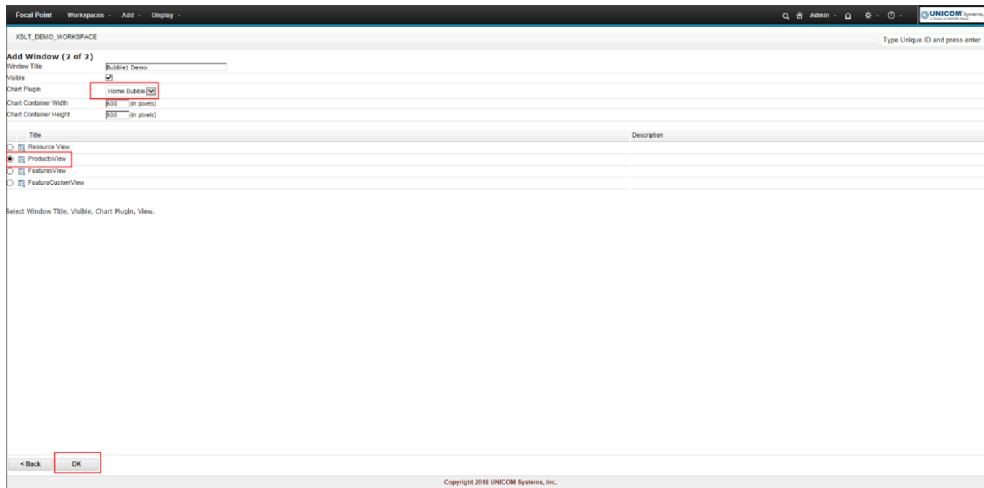 Focal Point Workspaces - Add - Display - Admin - UNICOM Systems,
XSLT_DEMO_WORKSPACE Type Unique ID and press enter
Add Window (2 of 2)
Window Title Bubble1 Demo
Visible
Chart Plugin Home Bubble
Chart Container Width 600 (in pixels)
Chart Container Height 500 (in pixels)
Title Description
Resource View
ProductsView
FeaturesView
FeatureCustomView
Select Window Title, Visible, Chart Plugin, View.
< Back OK
Copyright 2018 UNICOM Systems, Inc.